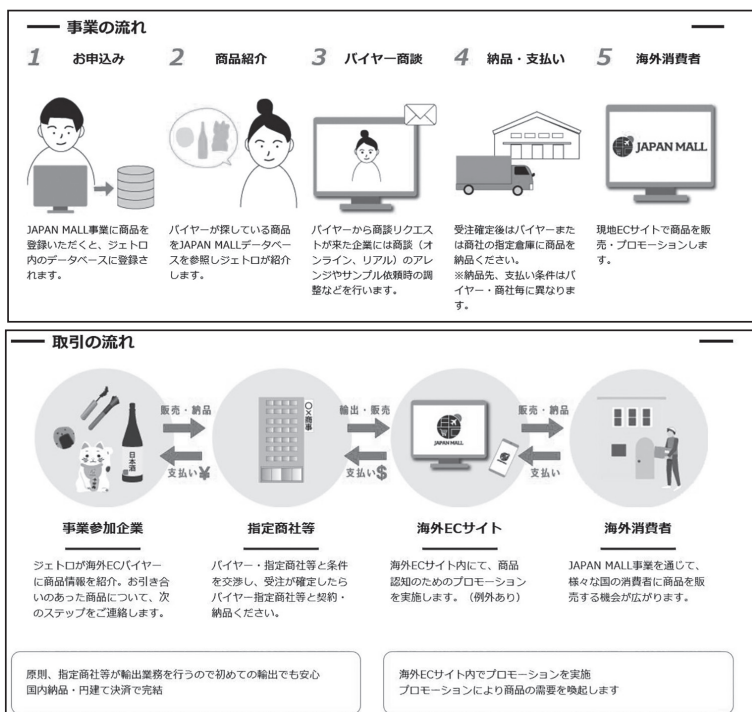 事業の流れ
1 お申込み
2 商品紹介
3 バイヤー商談
4 納品・支払い
5 海外消費者
JAPAN MALL
JAPAN MALL事業に商品を
登録いただくと、ジェトロ
内のデータベースに登録さ
れます。
バイヤーが探している商品
をJAPAN MALLデータベー
スを参照しジェトロが紹介
します。
バイヤーから商談リクエス
トが来た企業には商談（オ
ンライン、リアル）のアレ
ンジやサンプル依頼時の調
整などを行います。
受注確定後はバイヤーまた
は商社の指定倉庫に商品を
納品ください。
※納品先、支払い条件はバ
イヤー・商社毎に異なりま
す。
現地ECサイトで商品を販
売・プロモーションしま
す。
取引の流れ
日本酒
販売・納品
支払い¥
○×商事
輸出・販売
支払い$
JAPAN MALL
販売・納品
支払い
事業参加企業
指定商社等
海外ECサイト
海外消費者
ジェトロが海外ECバイヤー
に商品情報を紹介。お引き合
いのあった商品について、次
のステップをご連絡します。
バイヤー・指定商社等と条件
を交渉し、受注が確定したら
バイヤー指定商社等と契約・
納品ください。
海外ECサイト内にて、商品
認知のためのプロモーション
を実施します。（例外あり）
JAPAN MALL事業を通じて、
様々な国の消費者に商品を販
売する機会が広がります。
原則、指定商社等が輸出業務を行うので初めての輸出でも安心
国内納品・円建て決済で完結
海外ECサイト内でプロモーションを実施
プロモーションにより商品の需要を喚起します